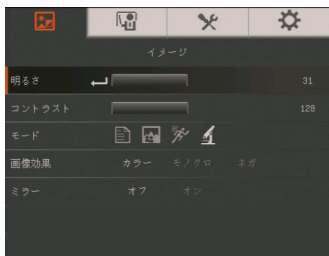 イメージ
明るさ 31
コントラスト 128
モード
画像効果 カラー モノクロ ネガ
ミラー オフ オン